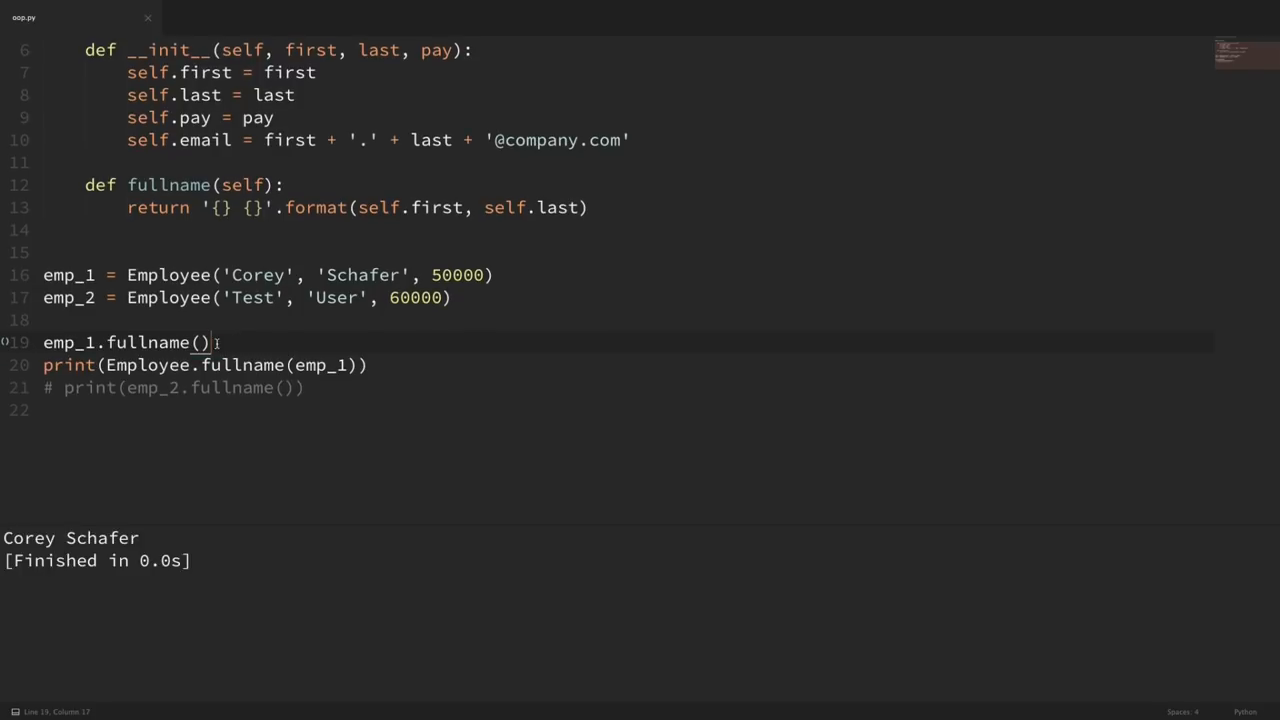 oop.py ×
6     def __init__(self, first, last, pay):
7         self.first = first
8         self.last = last
9         self.pay = pay
10         self.email = first + '.' + last + '@company.com'
11
12     def fullname(self):
13         return '{} {}'.format(self.first, self.last)
14
15
16 emp_1 = Employee('Corey', 'Schafer', 50000)
17 emp_2 = Employee('Test', 'User', 60000)
18
19 emp_1.fullname()
20 print(Employee.fullname(emp_1))
21 # print(emp_2.fullname())
22
Corey Schafer
[Finished in 0.0s]
Line 19, Column 17 Spaces: 4 Python